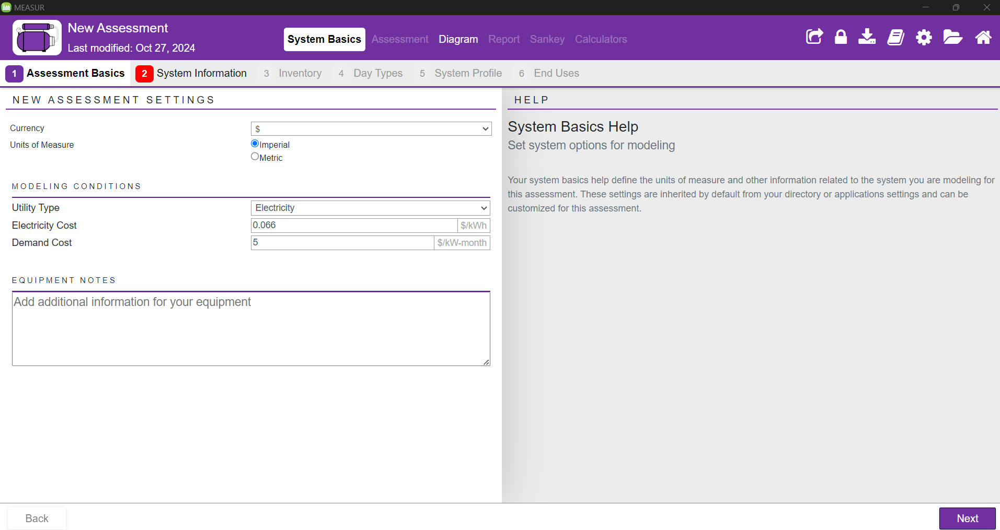 MEASUR
New Assessment
Last modified: Oct 27, 2024
System Basics Assessment Diagram Report Sankey Calculators
1 Assessment Basics 2 System Information 3 Inventory 4 Day Types 5 System Profile 6 End Uses
NEW ASSESSMENT SETTINGS
Currency $
Units of Measure Imperial
Metric
MODELING CONDITIONS
Utility Type Electricity
Electricity Cost 0.066 $/kWh
Demand Cost 5 $/kW-month
EQUIPMENT NOTES
Add additional information for your equipment
HELP
System Basics Help
Set system options for modeling
Your system basics help define the units of measure and other information related to the system you are modeling for
this assessment. These settings are inherited by default from your directory or applications settings and can be
customized for this assessment.
Back
Next